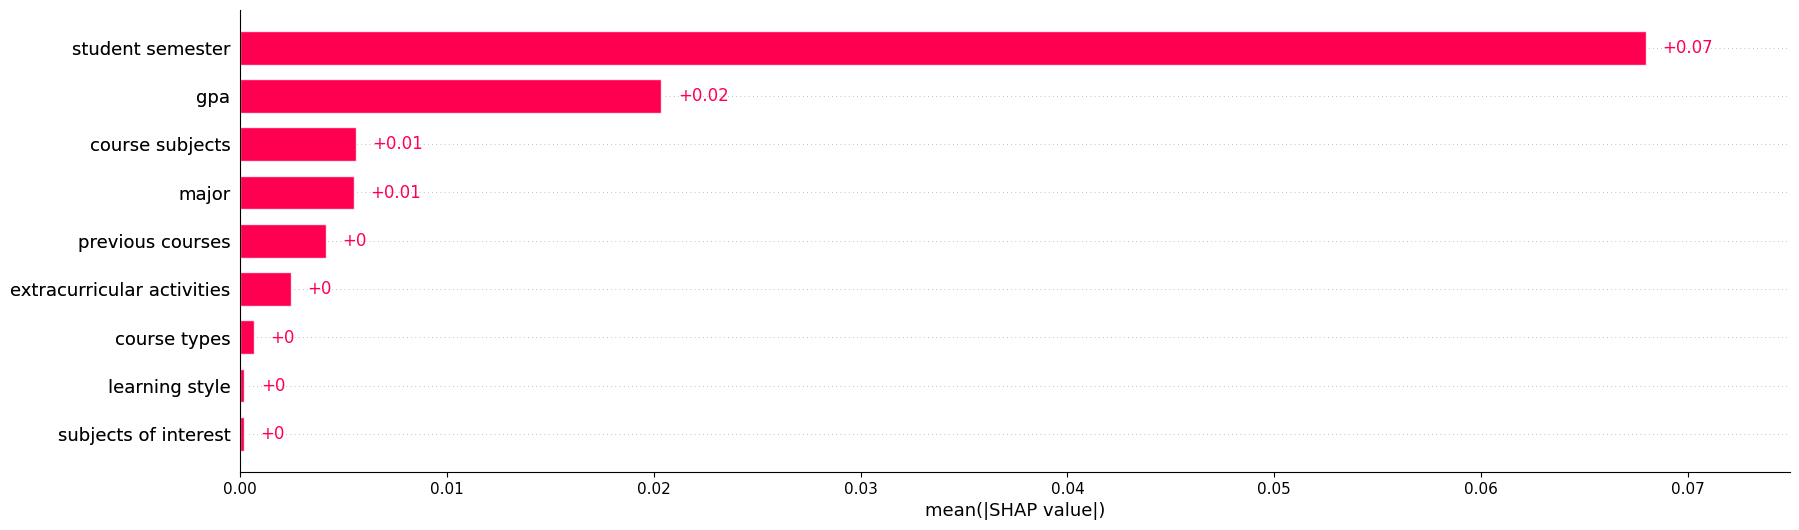 student semester +0.07
gpa +0.02
course subjects +0.01
major +0.01
previous courses +0
extracurricular activities +0
course types +0
learning style +0
subjects of interest +0
0.00 0.01 0.02 0.03 0.04 0.05 0.06 0.07
mean(|SHAP value|)